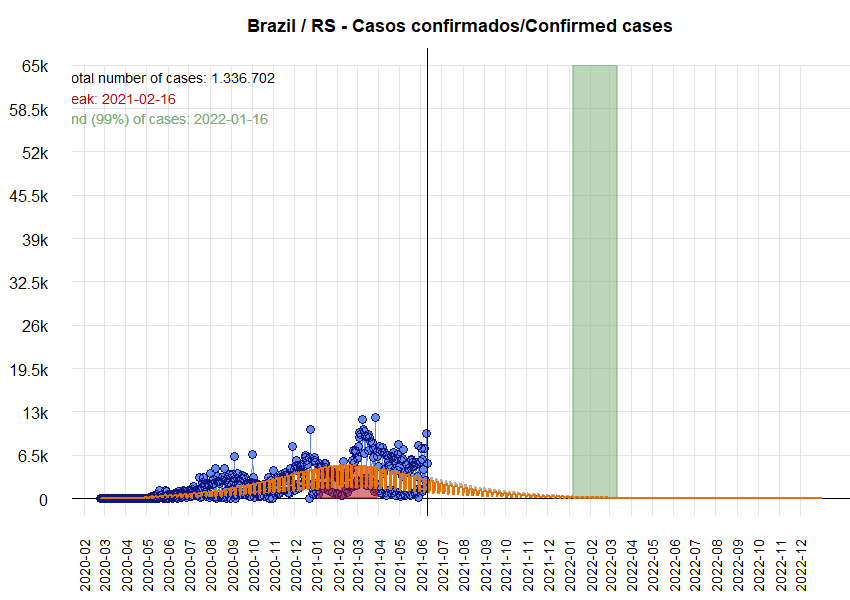 Brazil / RS - Casos confirmados/Confirmed cases
65k
otal number of cases: 1.336.702
eak: 2021-02-16
58.5k
nd (99%) of cases: 2022-01-16
52k
45.5k
39k
32.5k
26k
19.5k
13k
6.5k
0
2020-02 2020-03 2020-04 2020-05 2020-06 2020-07 2020-08 2020-09 2020-10 2020-11 2020-12 2021-01 2021-02 2021-03 2021-04 2021-05 2021-06 2021-07 2021-08 2021-09 2021-10 2021-11 2021-12 2022-01 2022-02 2022-03 2022-04 2022-05 2022-06 2022-07 2022-08 2022-09 2022-10 2022-11 2022-12